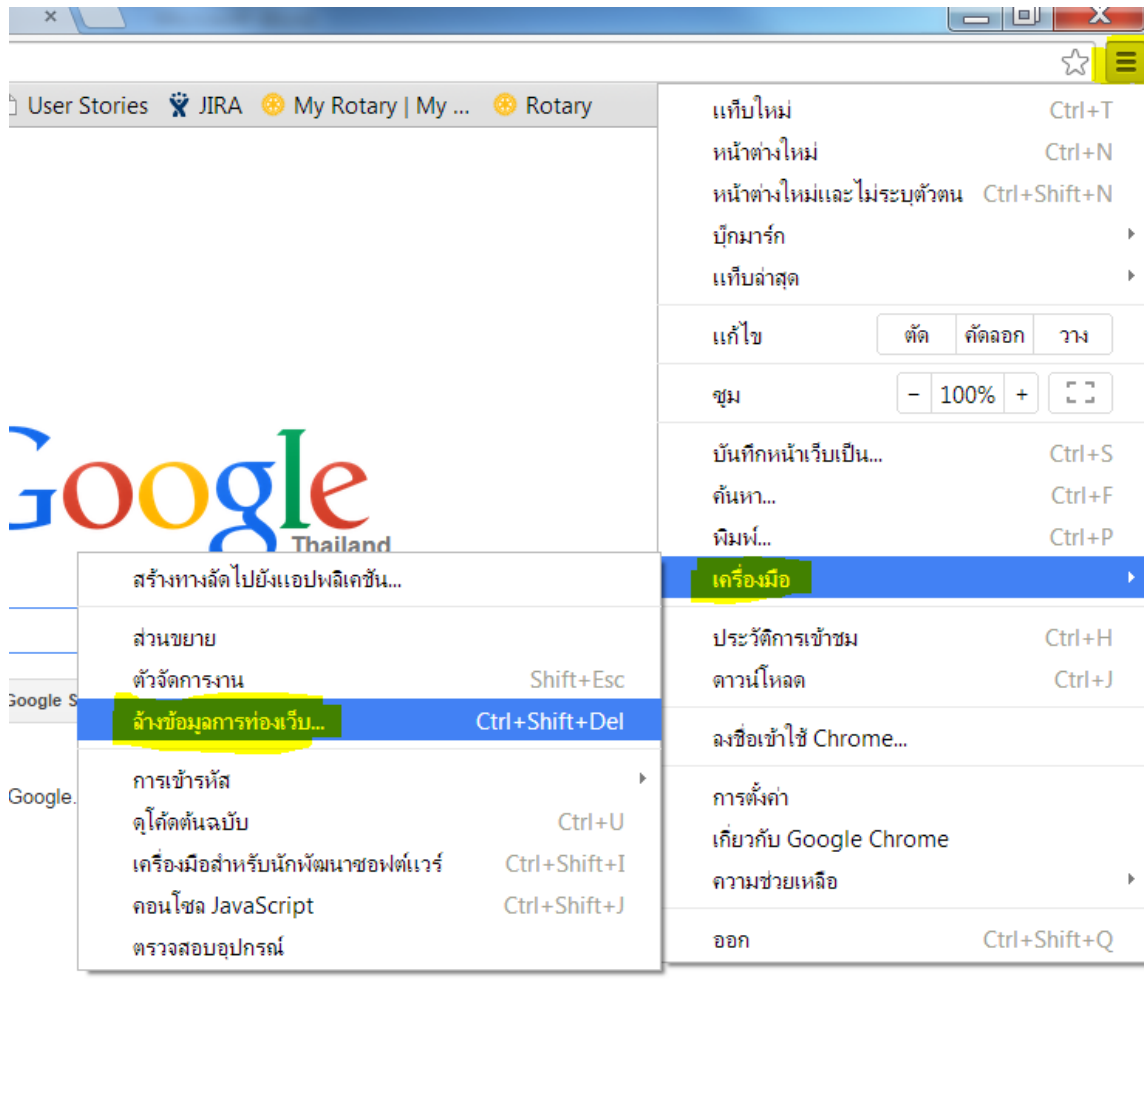 User Stories JIRA My Rotary | My ... Rotary
แท็บใหม่ Ctrl+T
หน้าต่างใหม่ Ctrl+N
หน้าต่างใหม่และไม่ระบุตัวตน Ctrl+Shift+N
บุ๊กมาร์ก
แท็บล่าสุด
แก้ไข ตัด คัดลอก วาง
ซูม - 100% +
บันทึกหน้าเว็บเป็น... Ctrl+S
ค้นหา... Ctrl+F
พิมพ์... Ctrl+P
เครื่องมือ
ประวัติการเข้าชม Ctrl+H
ดาวน์โหลด Ctrl+J
ลงชื่อเข้าใช้ Chrome...
การตั้งค่า
เกี่ยวกับ Google Chrome
ความช่วยเหลือ
ออก Ctrl+Shift+Q
Google
Thailand
สร้างทางลัดไปยังแอปพลิเคชัน...
ส่วนขยาย
ตัวจัดการงาน Shift+Esc
ล้างข้อมูลการท่องเว็บ... Ctrl+Shift+Del
การเข้ารหัส
ดูโค้ดต้นฉบับ Ctrl+U
เครื่องมือสำหรับนักพัฒนาซอฟต์แวร์ Ctrl+Shift+I
คอนโซล JavaScript Ctrl+Shift+J
ตรวจสอบอุปกรณ์
Google S
Google.